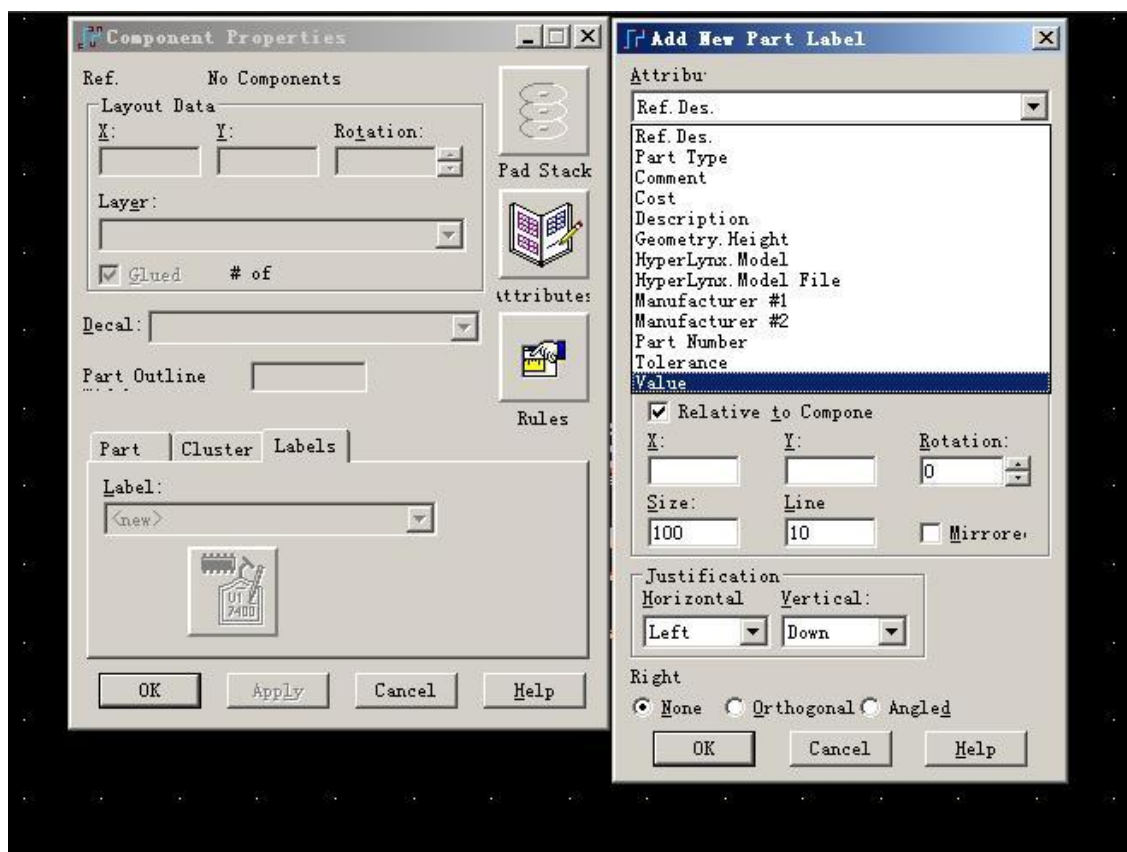 Component Properties
Ref. No Components
Layout Data
X: Y: Rotation:
Layer:
Glued # of
Decal:
Part Outline
Pad Stack
Attributes
Rules
Part Cluster Labels
Label:
<new>
U1
7400
OK Apply Cancel Help
Add New Part Label
Attribu
Ref.Des.
Ref.Des.
Part Type
Comment
Cost
Description
Geometry.Height
HyperLynx.Model
HyperLynx.Model File
Manufacturer #1
Manufacturer #2
Part Number
Tolerance
Value
Relative to Compone
X: Y: Rotation:
0
Size: Line
100 10 Mirrore
Justification
Horizontal Vertical:
Left Down
Right
None Orthogonal Angled
OK Cancel Help